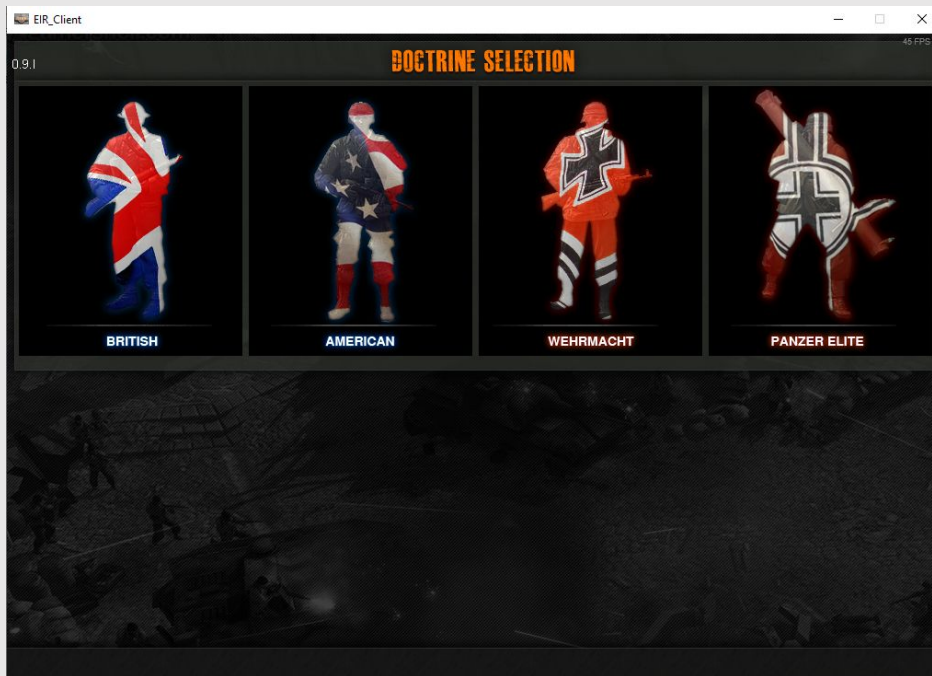 EIR_Client
45 FPS
0.9.I
DOCTRINE SELECTION
BRITISH
AMERICAN
WEHRMACHT
PANZER ELITE